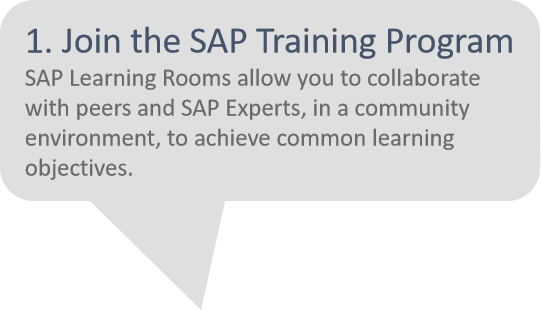 1. Join the SAP Training Program
SAP Learning Rooms allow you to collaborate
with peers and SAP Experts, in a community
environment, to achieve common learning
objectives.